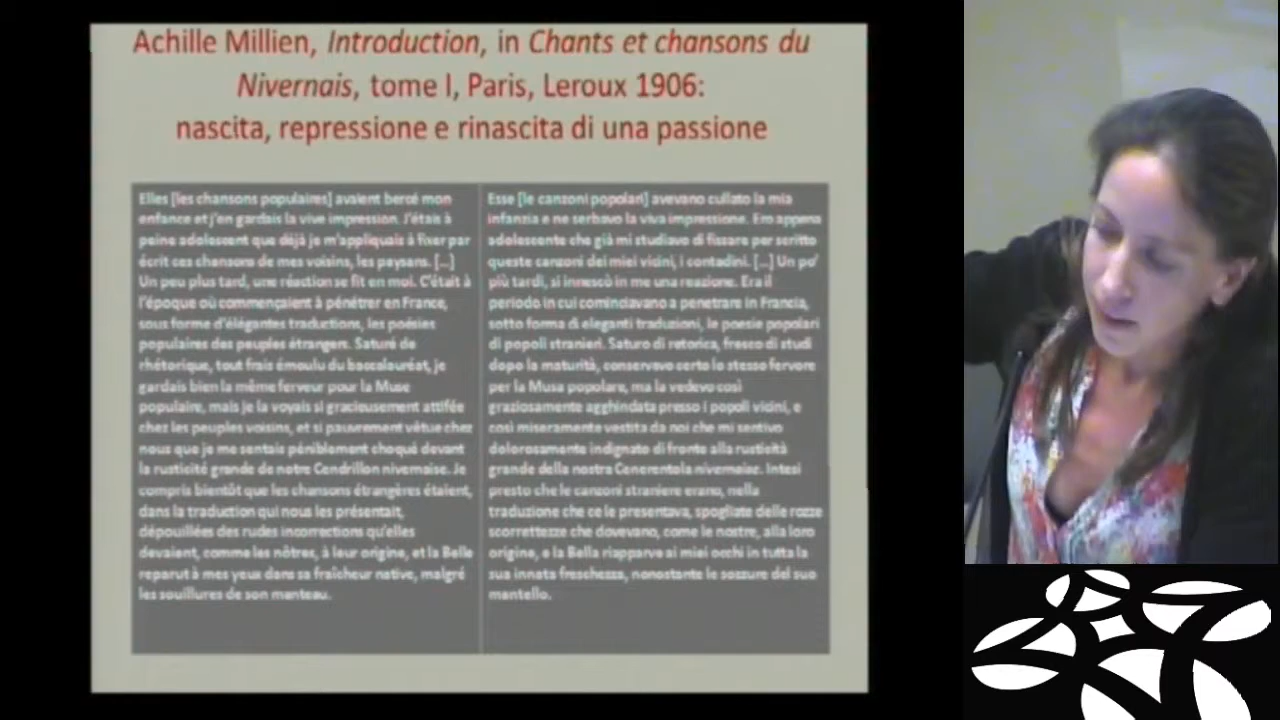 Achille Millien, Introduction, in Chants et chansons du
Nivernais, tome I, Paris, Leroux 1906:
nascita, repressione e rinascita di una passione
Elles [les chansons populaires] avaient bercé mon
enfance et j'en gardais la vive impression. J'étais à
peine adolescent que déjà je m'appliquais à fixer par
écrit ces chansons de mes voisins, les paysans. [...]
Un peu plus tard, une réaction se fit en moi. C'était à
l'époque où commençaient à pénétrer en France,
sous forme d'élégantes traductions, les poésies
populaires des peuples étrangers. Saturé de
rhétorique, tout frais émoulu du baccalauréat, je
gardais bien la même ferveur pour la Muse
populaire, mais je la voyais si gracieusement attifée
chez les peuples voisins, et si pauvrement vêtue chez
nous que je me sentais péniblement choqué devant
la rusticité grande de notre Cendrillon nivernaise. Je
compris bientôt que les chansons étrangères étaient,
dans la traduction qui nous les présentait,
dépouillées des rudes incorrections qu'elles
devaient, comme les nôtres, à leur origine, et la Belle
reparut à mes yeux dans sa fraîcheur native, malgré
les souillures de son manteau.
Esse [le canzoni popolari] avevano cullato la mia
infanzia e ne serbavo la viva impressione. Ero appena
adolescente che già mi studiavo di fissare per scritto
queste canzoni dei miei vicini, i contadini. [...] Un po'
più tardi, si innescò in me una reazione. Era il
periodo in cui cominciavano a penetrare in Francia,
sotto forma di eleganti traduzioni, le poesie popolari
di popoli stranieri. Saturo di retorica, fresco di studi
dopo la maturità, conservavo certo lo stesso fervore
per la Musa popolare, ma la vedevo così
graziosamente agghindata presso i popoli vicini, e
così miseramente vestita da noi che mi sentivo
dolorosamente indignato di fronte alla rusticità
grande della nostra Cenerentola nivernaise. Intesi
presto che le canzoni straniere erano, nella
traduzione che ce le presentava, spogliate delle rozze
scorrettezze che dovevano, come le nostre, alla loro
origine, e la Bella riapparve ai miei occhi in tutta la
sua innata freschezza, nonostante le sozzure del suo
mantello.